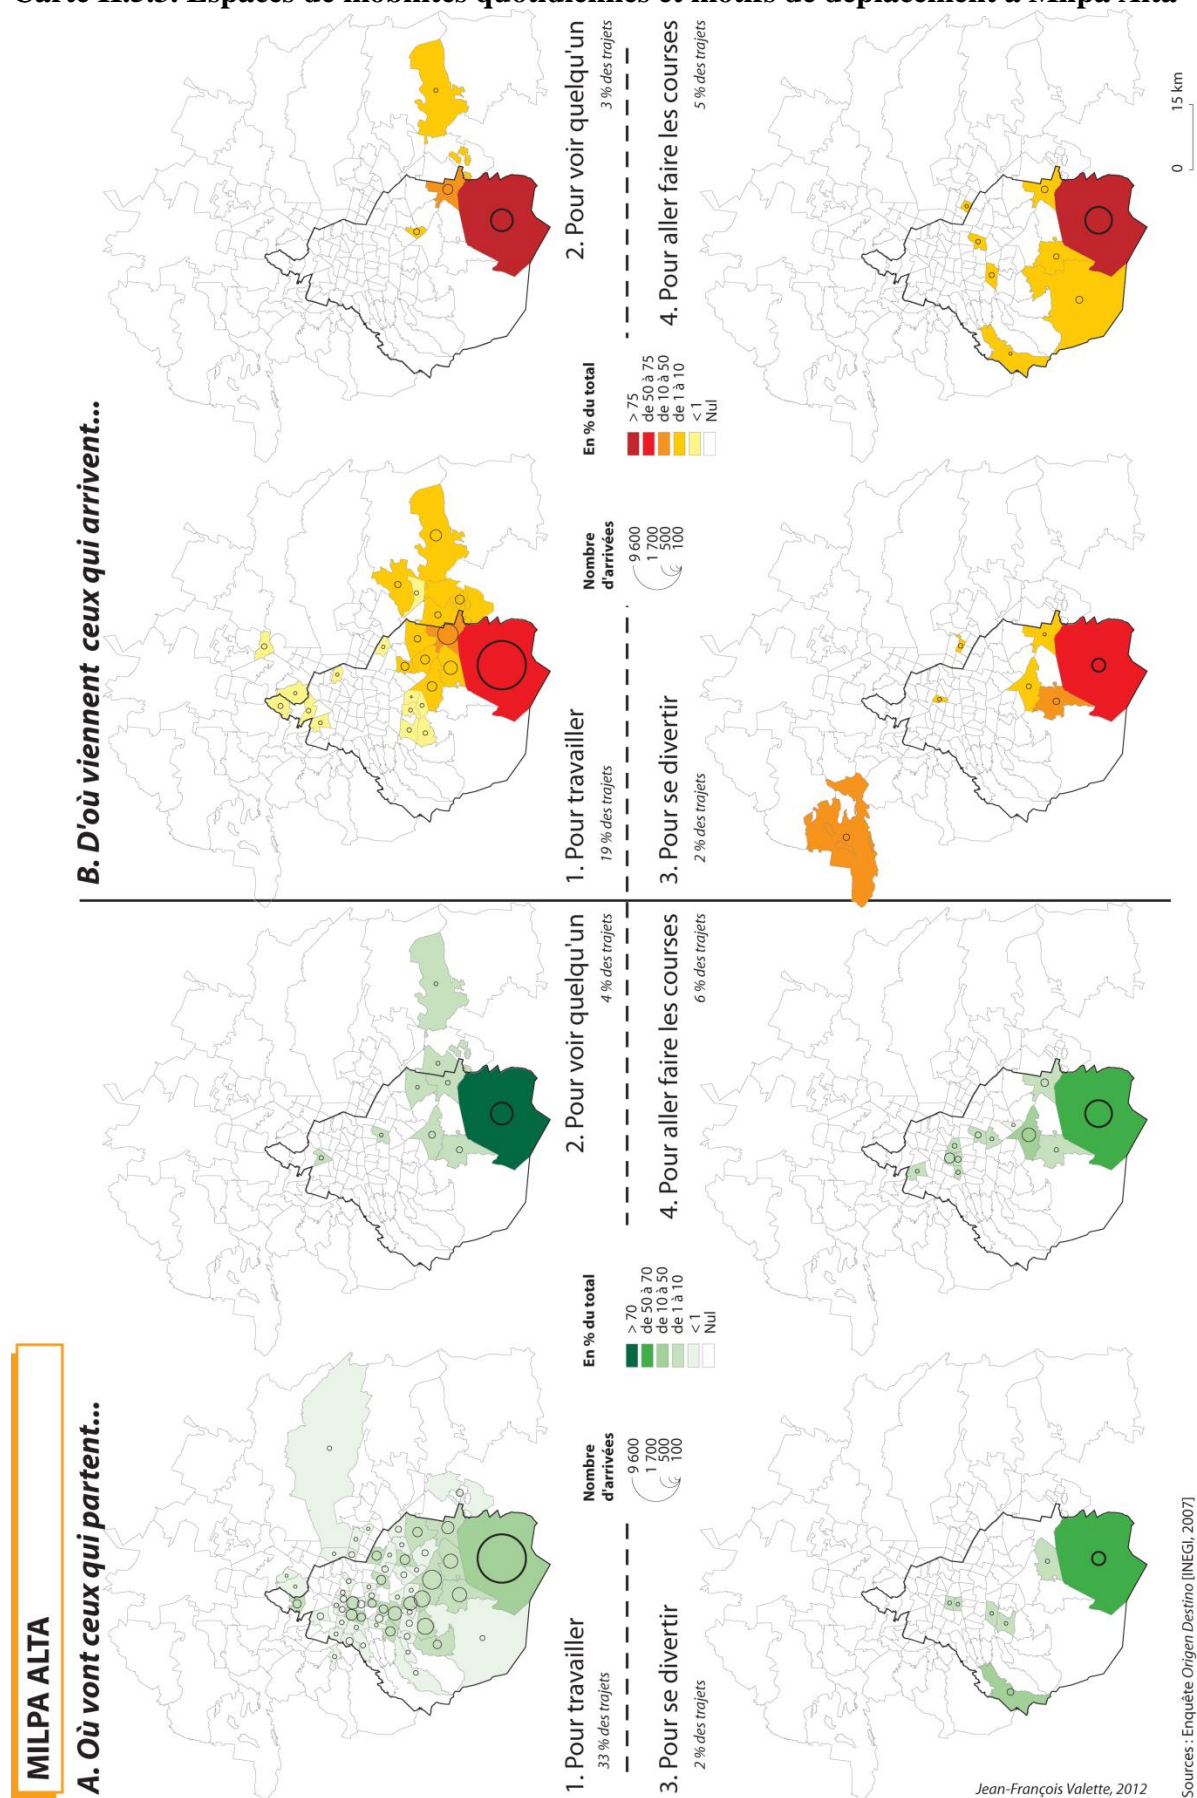 Carte II.3.3. Espaces de mobilités quotidiennes et motifs de déplacement à Milpa Alta
MILPA ALTA
A. Où vont ceux qui partent...
1. Pour travailler
33 % des trajets
Nombre
d'arrivées
9 600
1 700
500
100
En % du total
> 70
de 50 à 70
de 10 à 50
de 1 à 10
< 1
Nul
2. Pour voir quelqu'un
4 % des trajets
3. Pour se divertir
2 % des trajets
4. Pour aller faire les courses
6 % des trajets
B. D'où viennent ceux qui arrivent...
1. Pour travailler
19 % des trajets
Nombre
d'arrivées
9 600
1 700
500
100
En % du total
> 75
de 50 à 75
de 10 à 50
de 1 à 10
< 1
Nul
2. Pour voir quelqu'un
3 % des trajets
3. Pour se divertir
2 % des trajets
4. Pour aller faire les courses
5 % des trajets
0 15 km
Jean-François Valette, 2012
Sources : Enquête Origen Destino [INEGI, 2007]